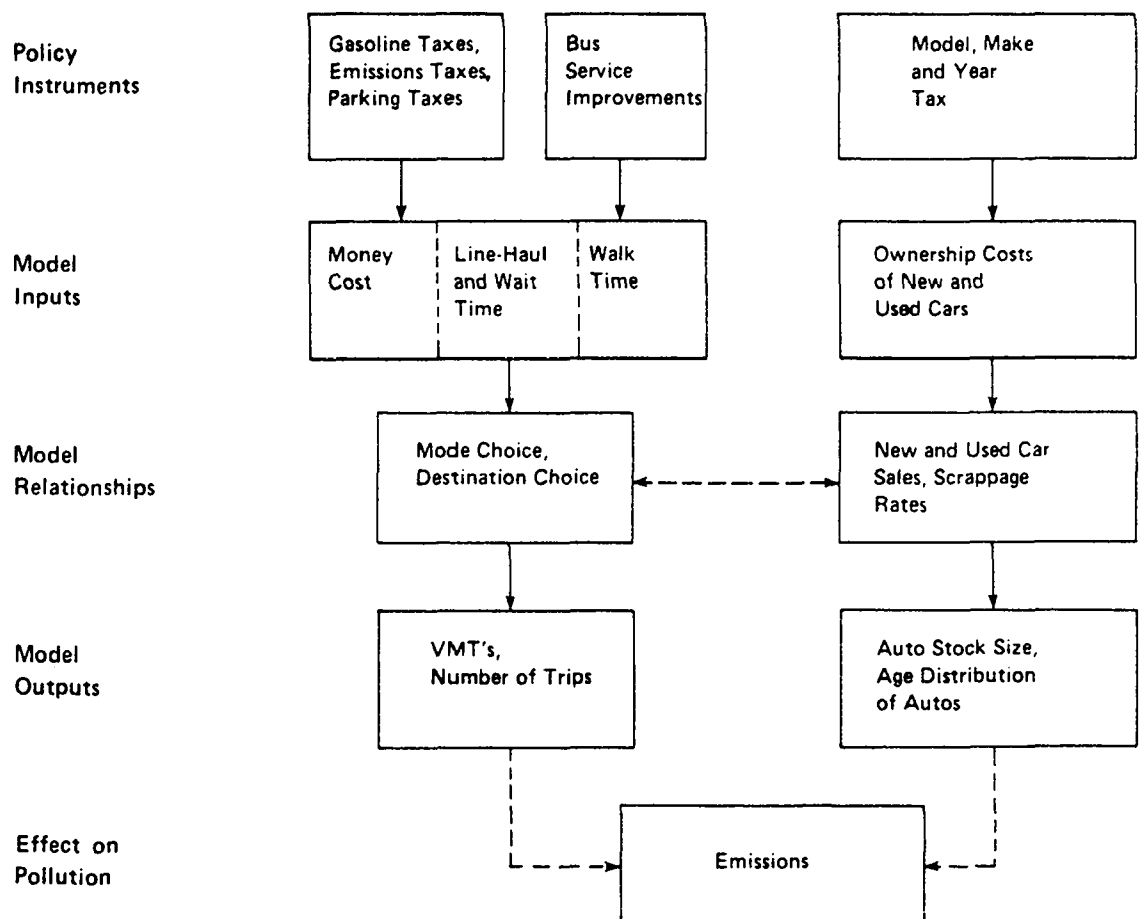 Policy
Instruments
Gasoline Taxes,
Emissions Taxes,
Parking Taxes
Bus
Service
Improvements
Model, Make
and Year
Tax
Model
Inputs
Money
Cost
Line-Haul
and Wait
Time
Walk
Time
Ownership Costs
of New and
Used Cars
Model
Relationships
Mode Choice,
Destination Choice
New and Used Car
Sales, Scrappage
Rates
Model
Outputs
VMT's,
Number of Trips
Auto Stock Size,
Age Distribution
of Autos
Effect on
Pollution
Emissions